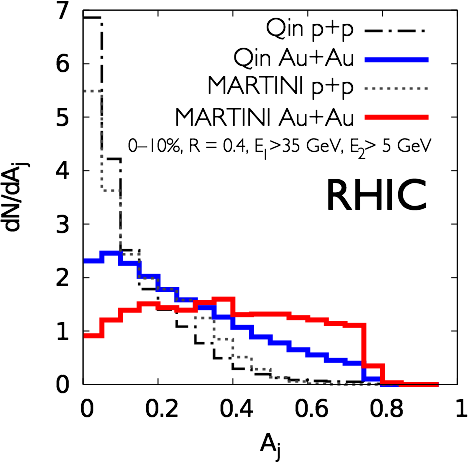 Qin p+p
Qin Au+Au
MARTINI p+p
MARTINI Au+Au
0–10%, R = 0.4, E1>35 GeV, E2> 5 GeV
RHIC
dN/dAj
7
6
5
4
3
2
1
0
0 0.2 0.4 0.6 0.8 1
Aj